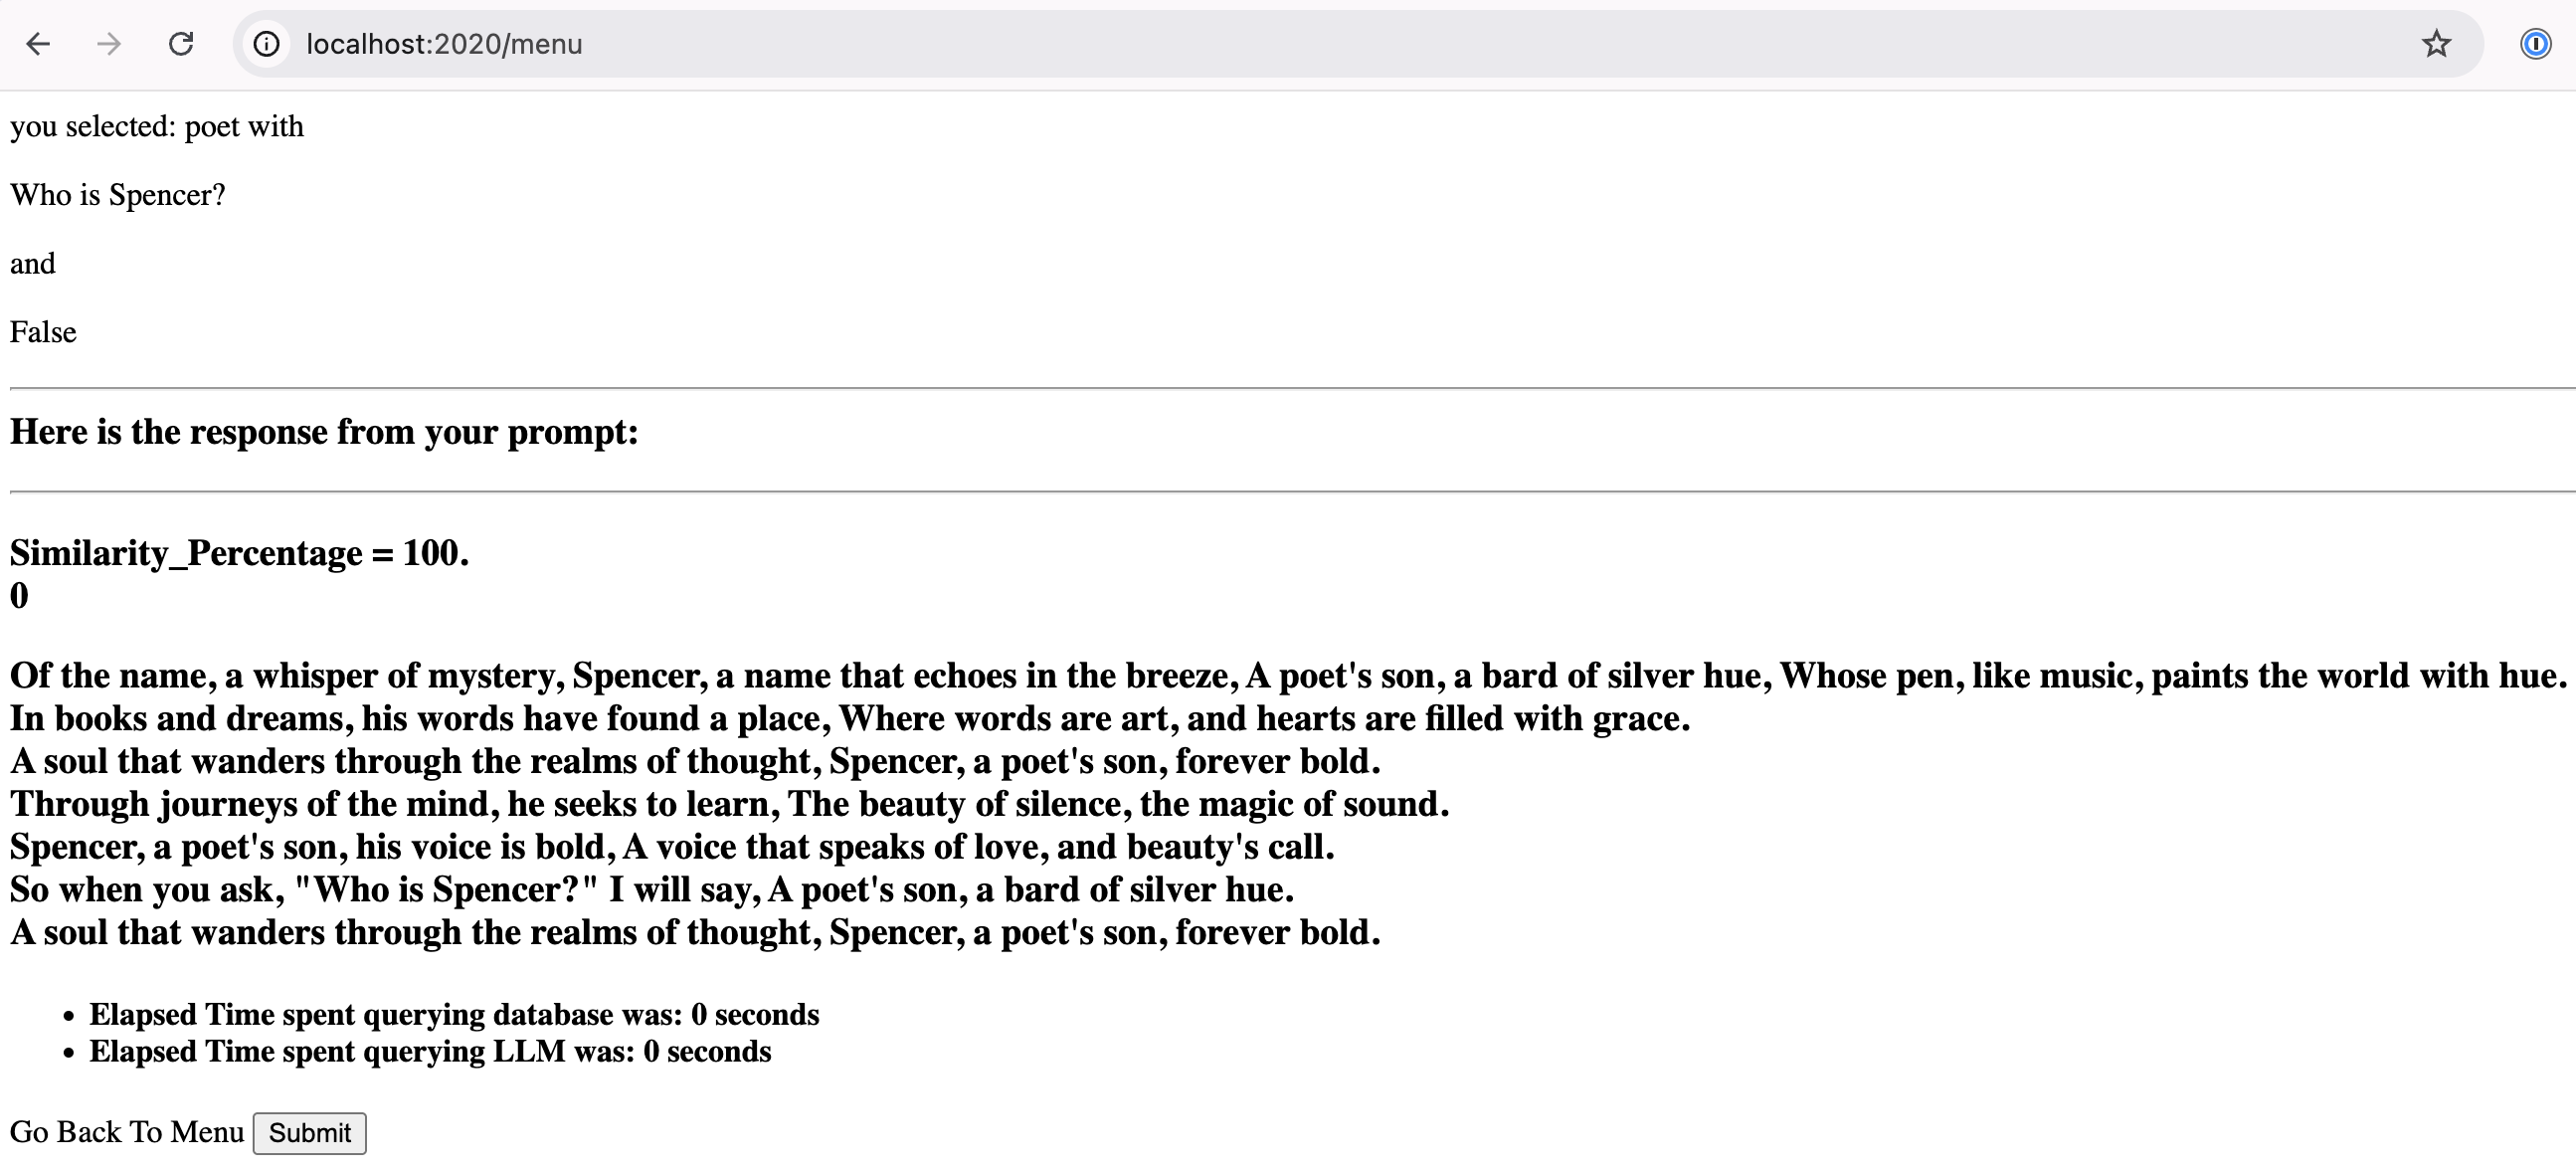 localhost:2020/menu
you selected: poet with
Who is Spencer?
and
False
Here is the response from your prompt:
Similarity_Percentage = 100.
0
Of the name, a whisper of mystery, Spencer, a name that echoes in the breeze, A poet's son, a bard of silver hue, Whose pen, like music, paints the world with hue.
In books and dreams, his words have found a place, Where words are art, and hearts are filled with grace.
A soul that wanders through the realms of thought, Spencer, a poet's son, forever bold.
Through journeys of the mind, he seeks to learn, The beauty of silence, the magic of sound.
Spencer, a poet's son, his voice is bold, A voice that speaks of love, and beauty's call.
So when you ask, "Who is Spencer?" I will say, A poet's son, a bard of silver hue.
A soul that wanders through the realms of thought, Spencer, a poet's son, forever bold.
• Elapsed Time spent querying database was: 0 seconds
• Elapsed Time spent querying LLM was: 0 seconds
Go Back To Menu Submit